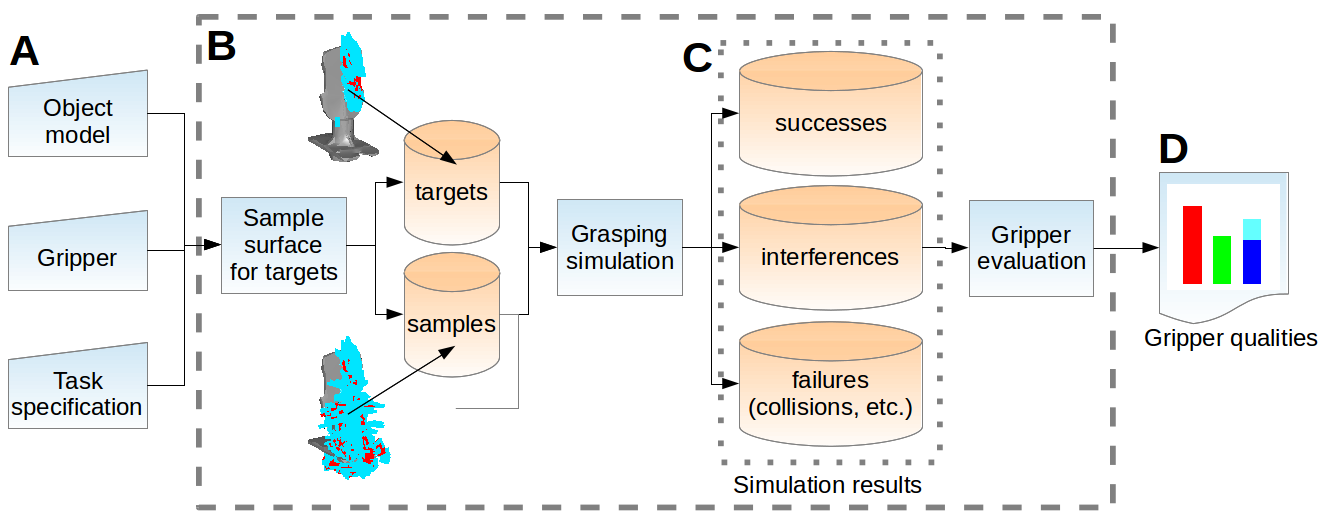 A
Object
model
Gripper
Task
specification
B
Sample
surface
for targets
targets
samples
Grasping
simulation
C
successes
interferences
failures
(collisions, etc.)
Simulation results
Gripper
evaluation
D
Gripper qualities